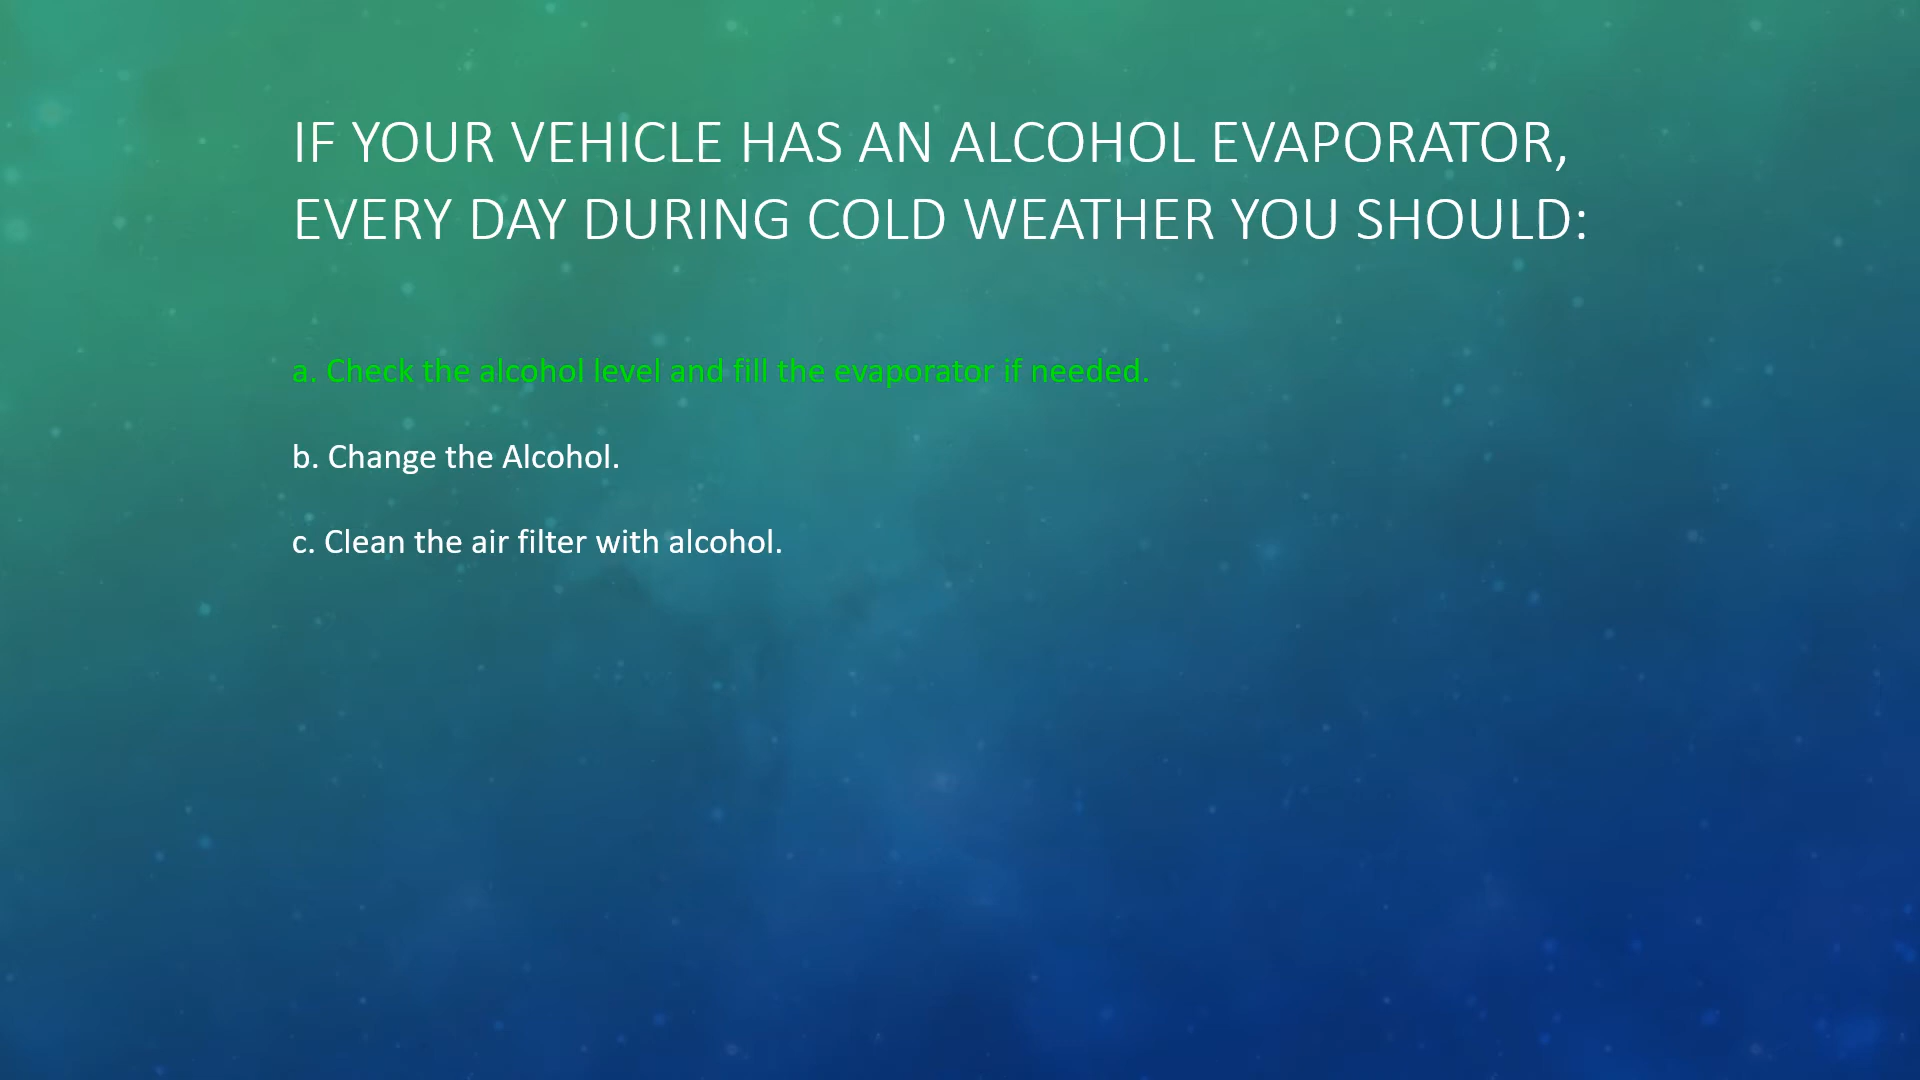 IF YOUR VEHICLE HAS AN ALCOHOL EVAPORATOR,
EVERY DAY DURING COLD WEATHER YOU SHOULD:
a. Check the alcohol level and fill the evaporator if needed.
b. Change the Alcohol.
c. Clean the air filter with alcohol.